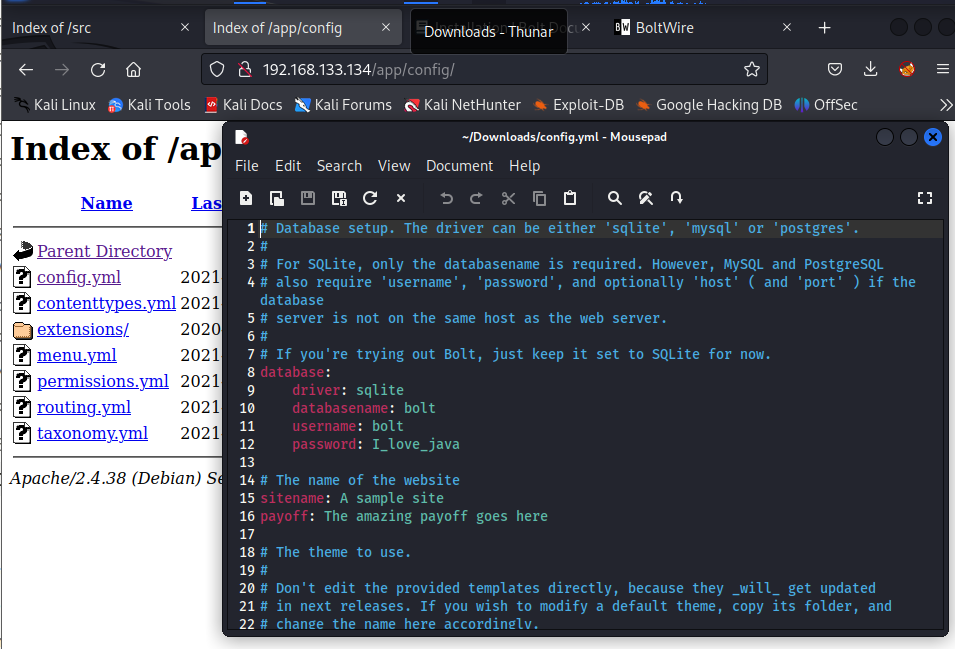 Index of /src
Index of /app/config
Downloads - Thunar
BoltWire
192.168.133.134/app/config/
Kali Linux
Kali Tools
Kali Docs
Kali Forums
Kali NetHunter
Exploit-DB
Google Hacking DB
OffSec
Index of /ap
Name
Las
Parent Directory
config.yml 2021
contenttypes.yml 2021
extensions/ 2020
menu.yml 2021
permissions.yml 2021
routing.yml 2021
taxonomy.yml 2021
Apache/2.4.38 (Debian) Se
~/Downloads/config.yml - Mousepad
File Edit Search View Document Help
1 # Database setup. The driver can be either 'sqlite', 'mysql' or 'postgres'.
2 #
3 # For SQLite, only the databasename is required. However, MySQL and PostgreSQL
4 # also require 'username', 'password', and optionally 'host' ( and 'port' ) if the
database
5 # server is not on the same host as the web server.
6 #
7 # If you're trying out Bolt, just keep it set to SQLite for now.
8 database:
9 driver: sqlite
10 databasename: bolt
11 username: bolt
12 password: I_love_java
13
14 # The name of the website
15 sitename: A sample site
16 payoff: The amazing payoff goes here
17
18 # The theme to use.
19 #
20 # Don't edit the provided templates directly, because they _will_ get updated
21 # in next releases. If you wish to modify a default theme, copy its folder, and
22 # change the name here accordingly.